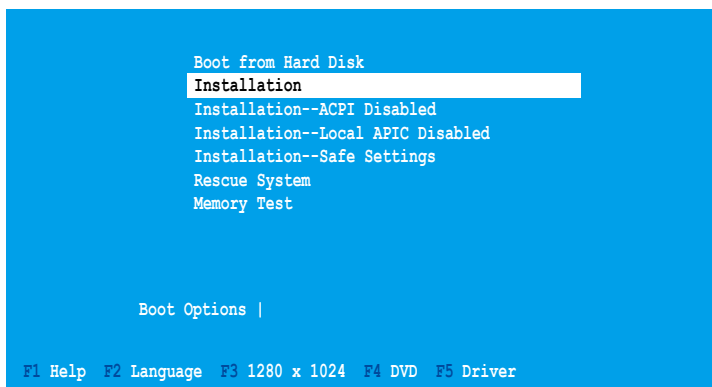 Boot from Hard Disk
Installation
Installation--ACPI Disabled
Installation--Local APIC Disabled
Installation--Safe Settings
Rescue System
Memory Test
Boot Options |
F1 Help F2 Language F3 1280 x 1024 F4 DVD F5 Driver